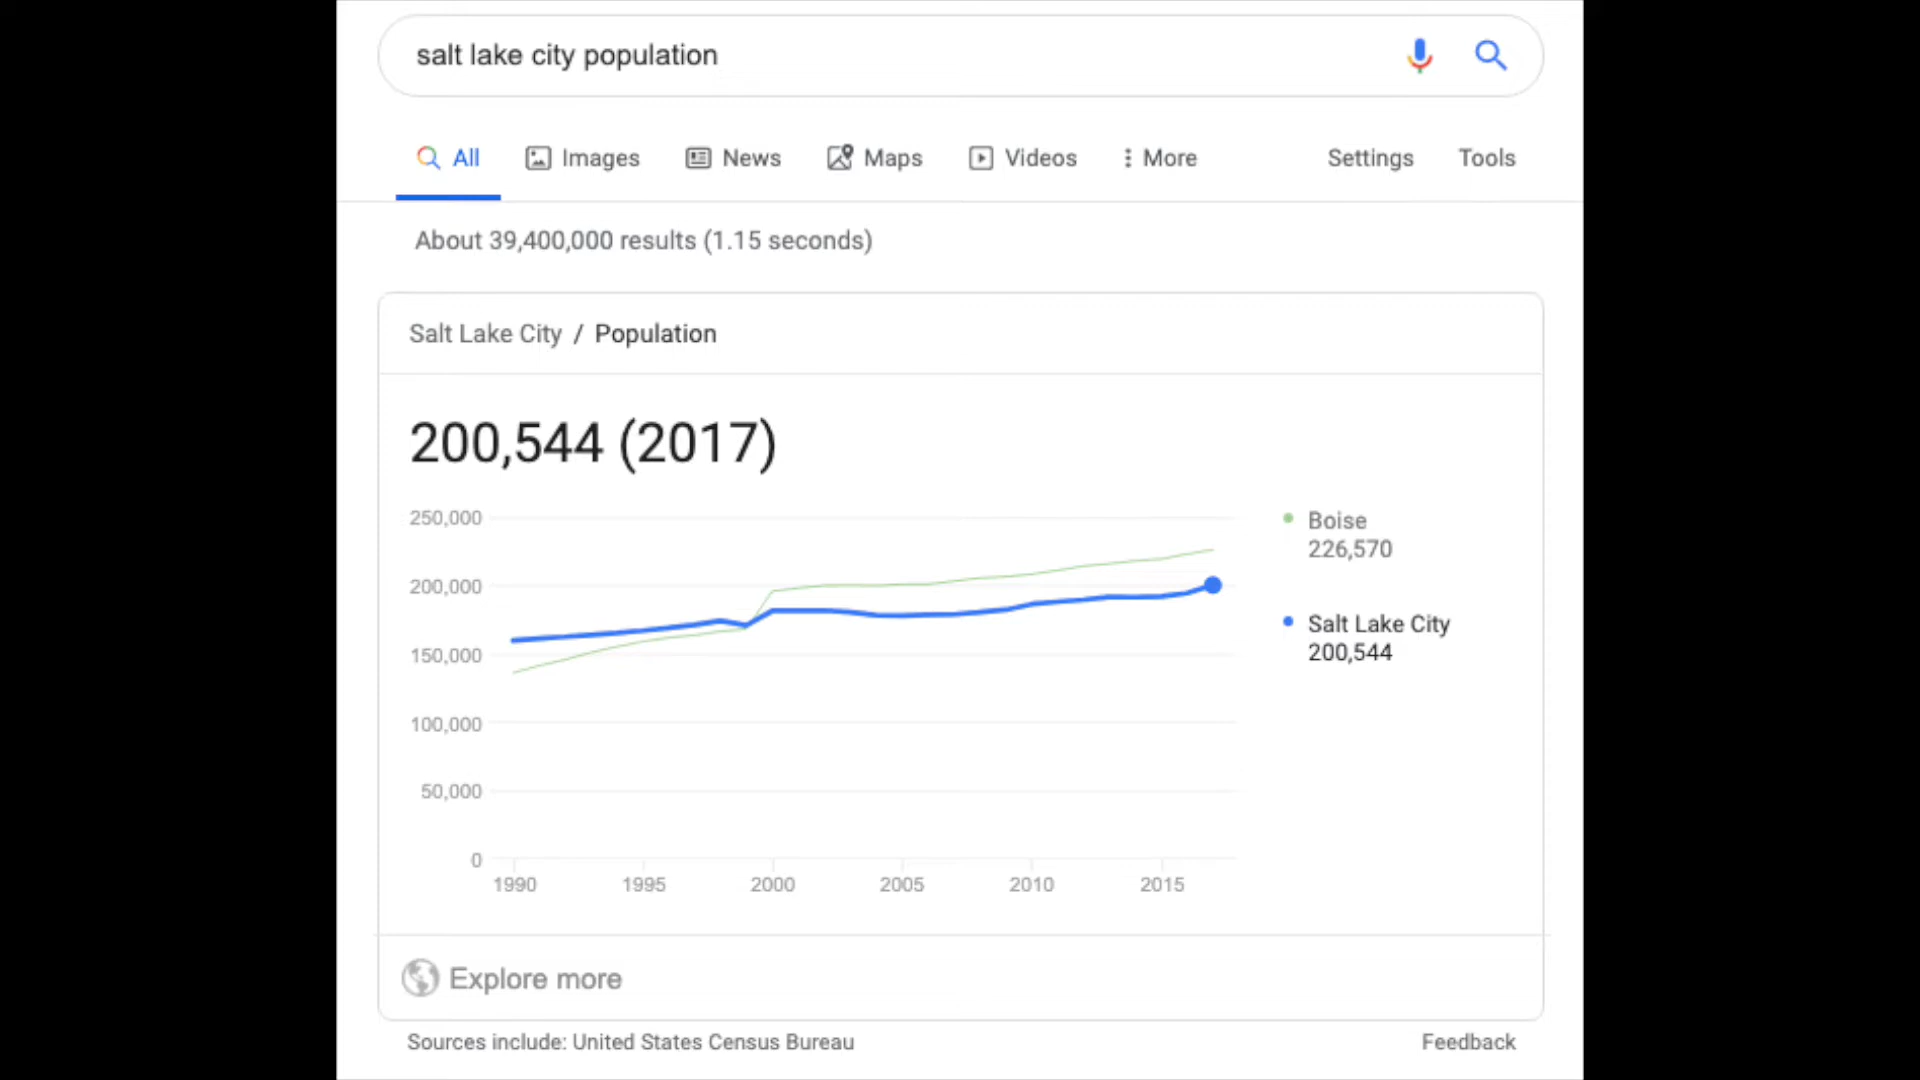 salt lake city population
All Images News Maps Videos More Settings Tools
About 39,400,000 results (1.15 seconds)
Salt Lake City / Population
200,544 (2017)
250,000
200,000
150,000
100,000
50,000
0
1990 1995 2000 2005 2010 2015
Boise
226,570
Salt Lake City
200,544
Explore more
Sources include: United States Census Bureau
Feedback